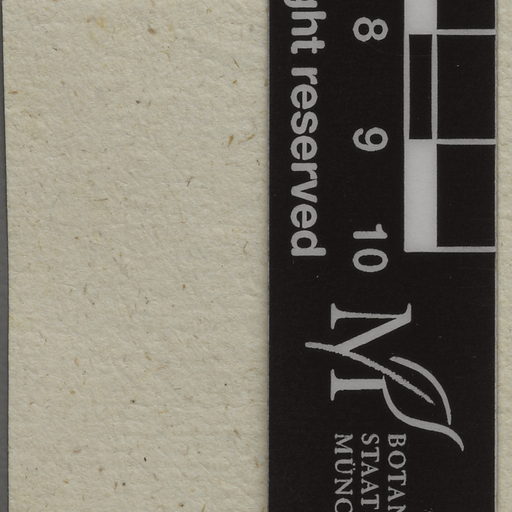 ght reserved
8
9
10
M
BOTAN
STAAT
MÜNC